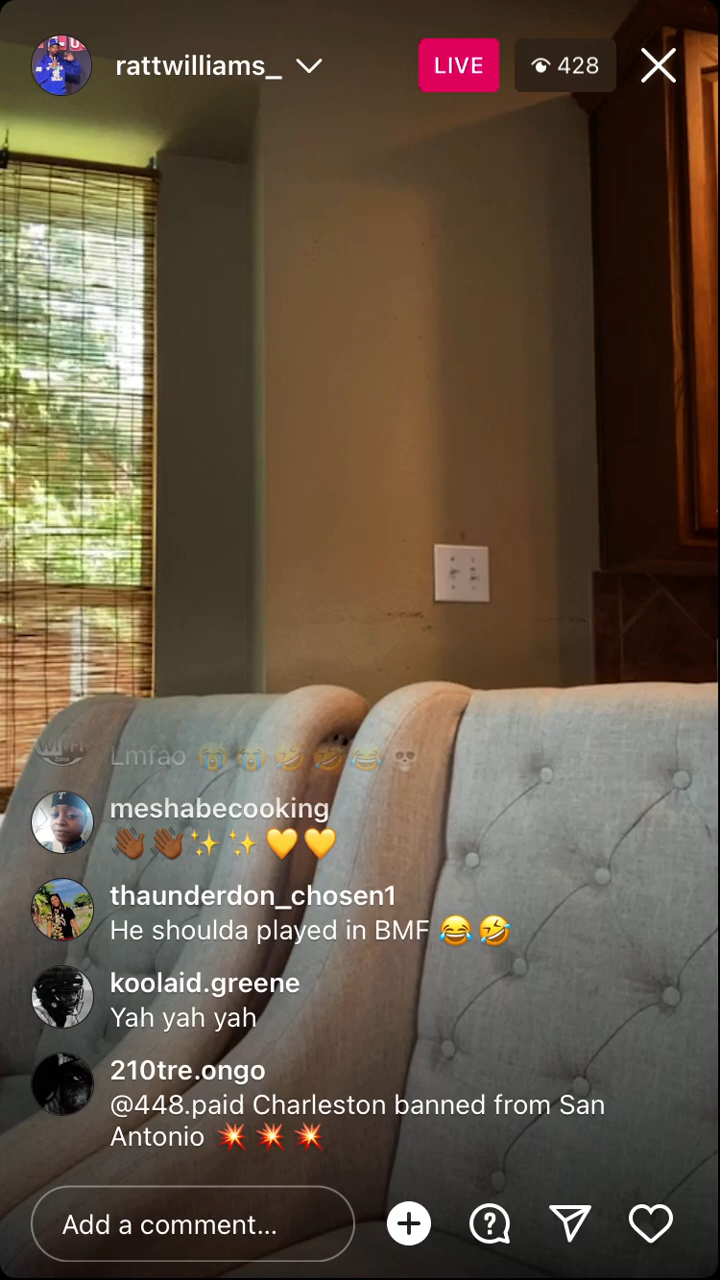 rattwilliams_
LIVE
428
Lmfao 😭😭🤣🤣😂💀
meshabecooking
👋🏾👋🏾✨✨💛💛
thaunderdon_chosen1
He shoulda played in BMF 😂🤣
koolaid.greene
Yah yah yah
210tre.ongo
@448.paid Charleston banned from San
Antonio 💥💥💥
Add a comment...